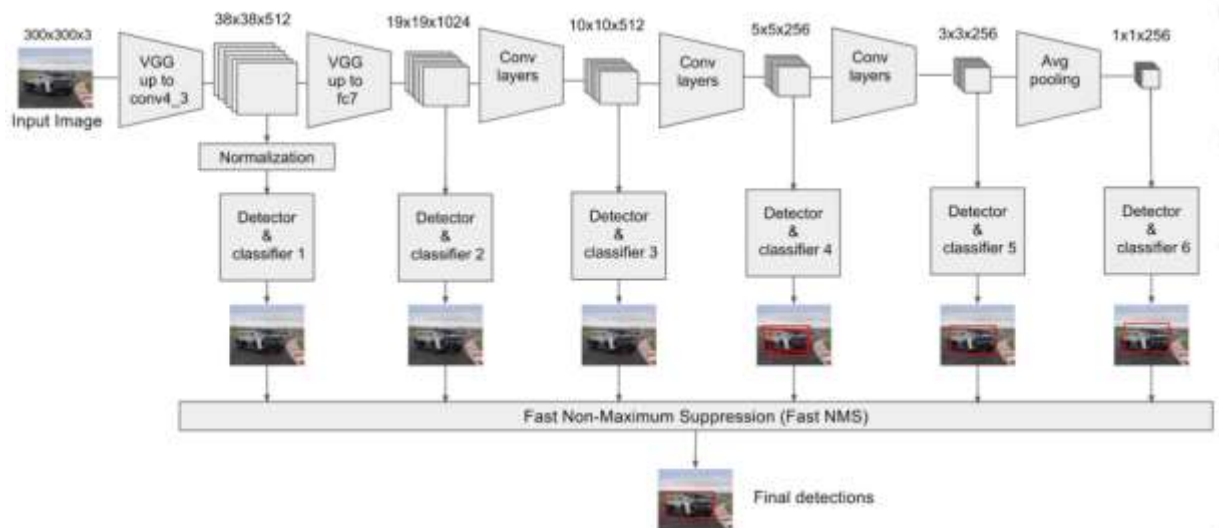 38x38x512
19x19x1024
10x10x512
5x5x256
3x3x256
1x1x256
300x300x3
VGG
up to
conv4_3
VGG
up to
fc7
Conv
layers
Conv
layers
Conv
layers
Avg
pooling
Input Image
Normalization
Detector
&
classifier 1
Detector
&
classifier 2
Detector
&
classifier 3
Detector
&
classifier 4
Detector
&
classifier 5
Detector
&
classifier 6
Fast Non-Maximum Suppression (Fast NMS)
Final detections